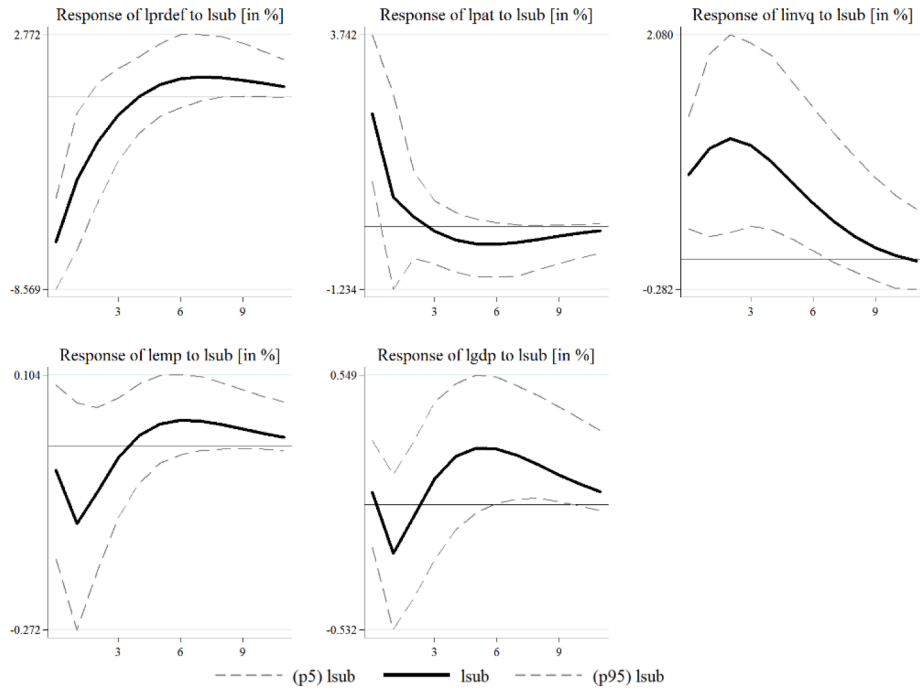 Response of lprdef to lsub [in %]
2.772
-8.569
3 6 9
Response of lpat to lsub [in %]
3.742
-1.234
3 6 9
Response of linvq to lsub [in %]
2.080
-0.282
3 6 9
Response of lemp to lsub [in %]
0.104
-0.272
3 6 9
Response of lgdp to lsub [in %]
0.549
-0.532
3 6 9
(p5) lsub lsub (p95) lsub